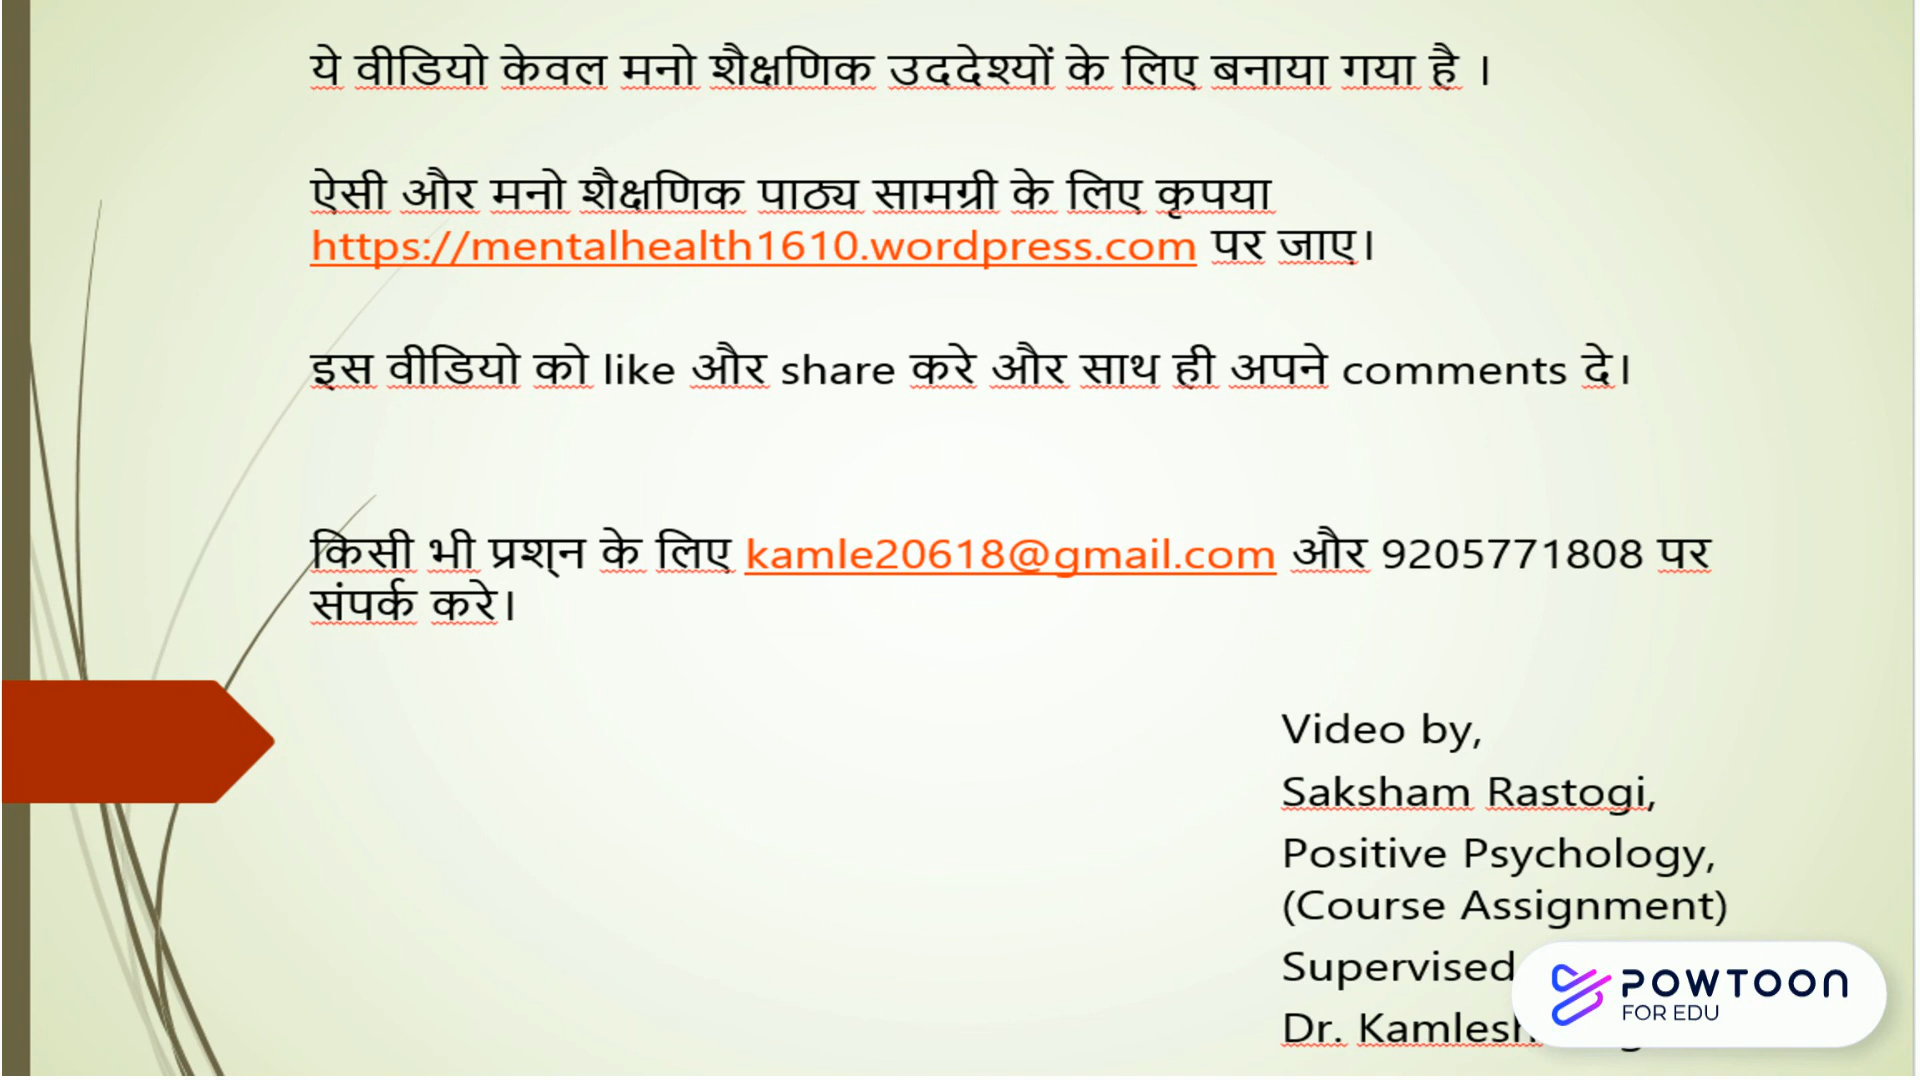 ये वीडियो केवल मनो शैक्षणिक उददेश्यों के लिए बनाया गया है ।
ऐसी और मनो शैक्षणिक पाठ्य सामग्री के लिए कृपया
https://mentalhealth1610.wordpress.com पर जाए।
इस वीडियो को like और share करे और साथ ही अपने comments दे।
किसी भी प्रश्न के लिए kamle20618@gmail.com और 9205771808 पर
संपर्क करे।
Video by,
Saksham Rastogi,
Positive Psychology,
(Course Assignment)
Supervised
Dr.
POWTOON
FOR EDU